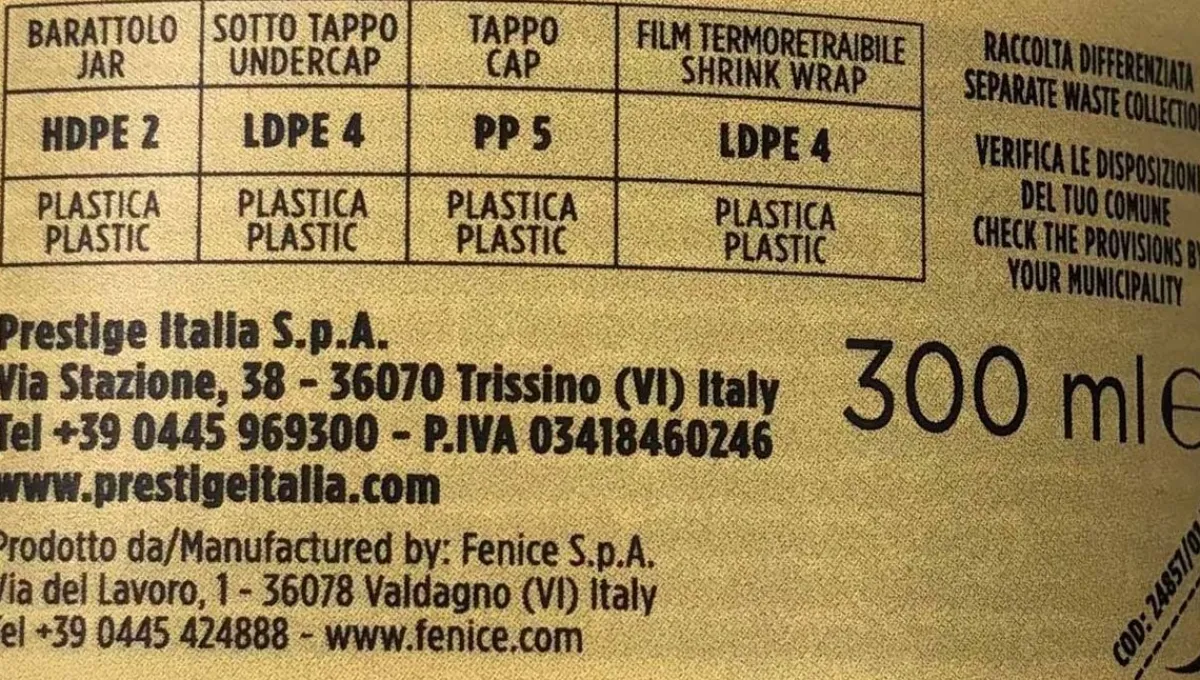 BARATTOLO
JAR
SOTTO TAPPO
UNDERCAP
TAPPO
CAP
FILM TERMORETRAIBILE
SHRINK WRAP
HDPE 2
LDPE 4
PP 5
LDPE 4
PLASTICA
PLASTIC
PLASTICA
PLASTIC
PLASTICA
PLASTIC
PLASTICA
PLASTIC
RACCOLTA DIFFERENZIATA
SEPARATE WASTE COLLECTION
VERIFICA LE DISPOSIZIONI
DEL TUO COMUNE
CHECK THE PROVISIONS BY
YOUR MUNICIPALITY
Prestige Italia S.p.A.
Via Stazione, 38 - 36070 Trissino (VI) Italy
Tel +39 0445 969300 - P.IVA 03418460246
www.prestigeitalia.com
300 ml e
Prodotto da/Manufactured by: Fenice S.p.A.
Via del Lavoro, 1 - 36078 Valdagno (VI) Italy
Tel +39 0445 424888 - www.fenice.com
COD: 24857/0